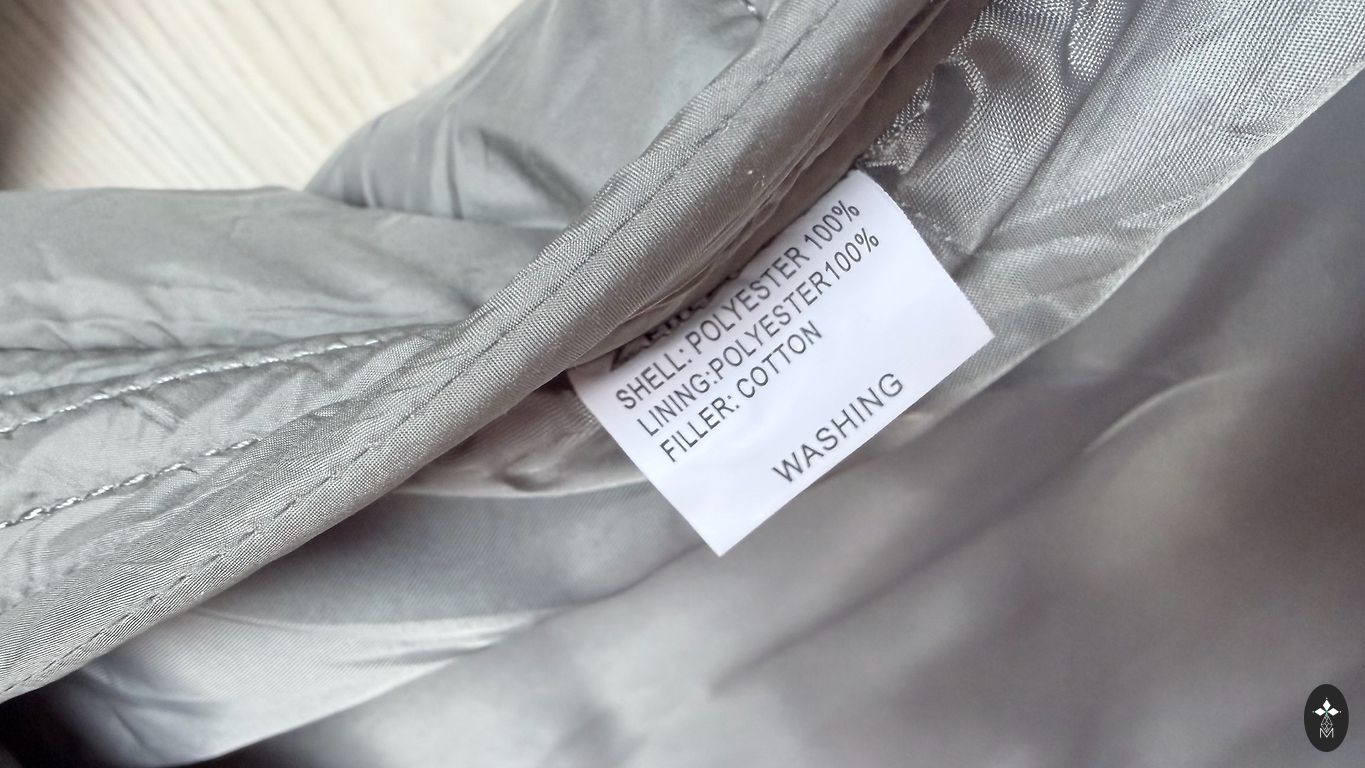 SHELL: POLYESTER 100%
LINING:POLYESTER100%
FILLER: COTTON
WASHING
M